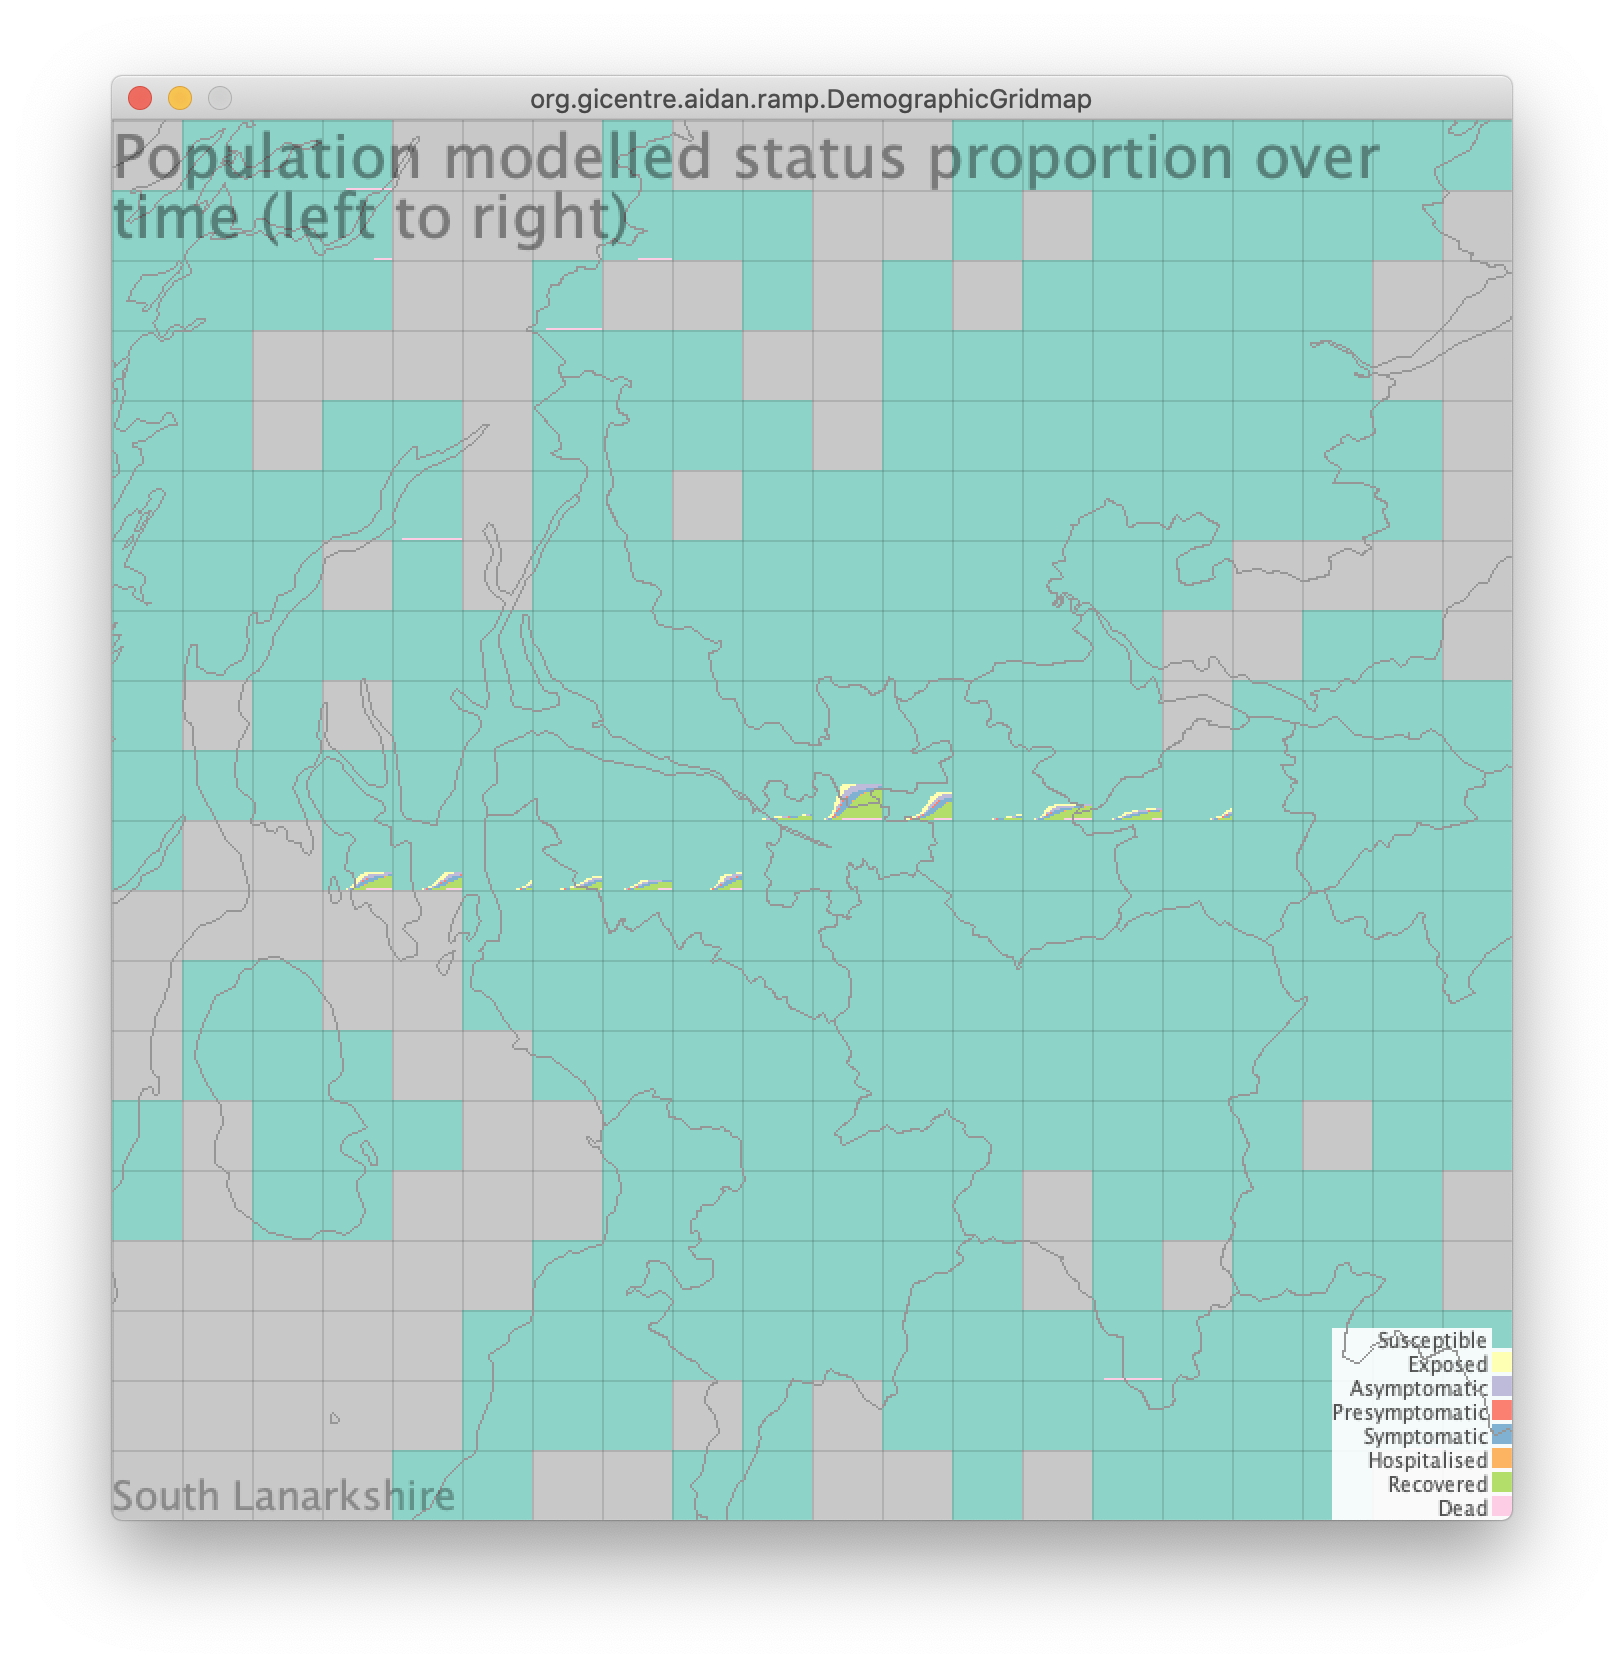 org.gicentre.aidan.ramp.DemographicGridmap
Population modelled status proportion over
time (left to right)
Susceptible
Exposed
Asymptomatic
Presymptomatic
Symptomatic
Hospitalised
Recovered
Dead
South Lanarkshire